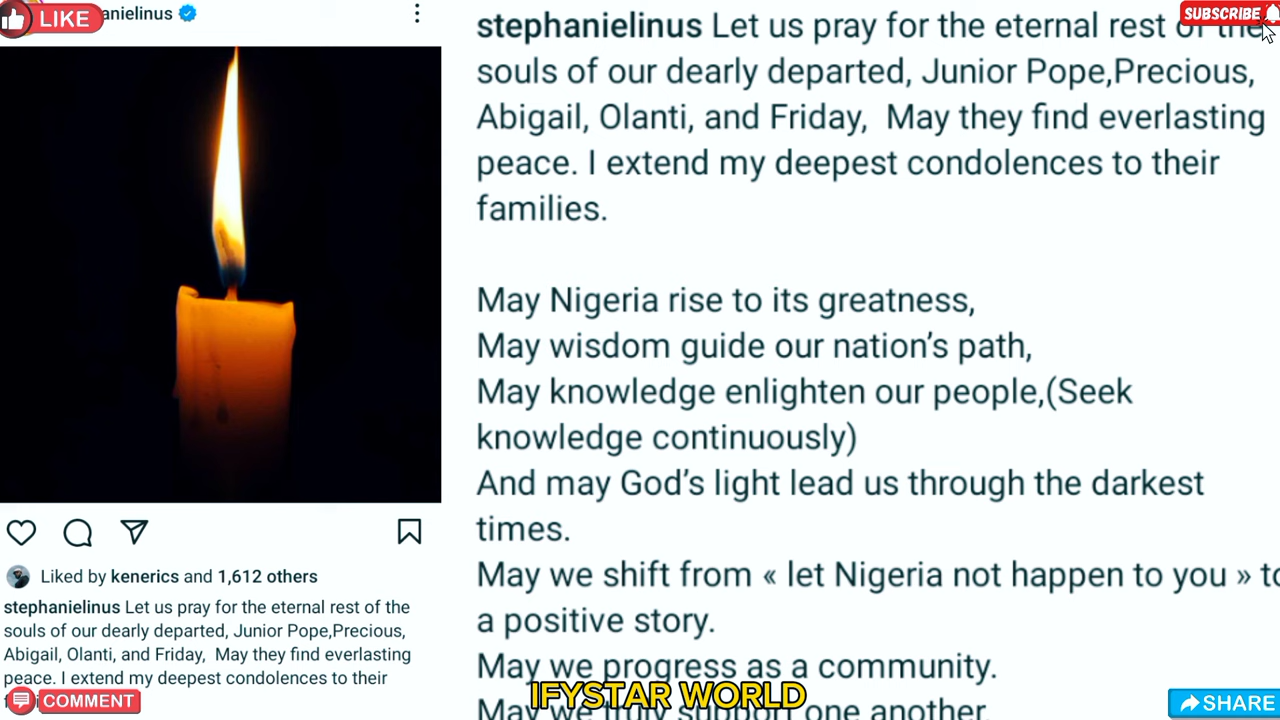 LIKE
anielinus
SUBSCRIBE
stephanielinus Let us pray for the eternal rest of the
souls of our dearly departed, Junior Pope,Precious,
Abigail, Olanti, and Friday,  May they find everlasting
peace. I extend my deepest condolences to their
families.
May Nigeria rise to its greatness,
May wisdom guide our nation’s path,
May knowledge enlighten our people,(Seek
knowledge continuously)
And may God’s light lead us through the darkest
times.
May we shift from « let Nigeria not happen to you » to
a positive story.
May we progress as a community.
May we truly support one another.
Liked by kenerics and 1,612 others
stephanielinus Let us pray for the eternal rest of the
souls of our dearly departed, Junior Pope,Precious,
Abigail, Olanti, and Friday,  May they find everlasting
peace. I extend my deepest condolences to their
COMMENT
IFYSTAR WORLD
SHARE